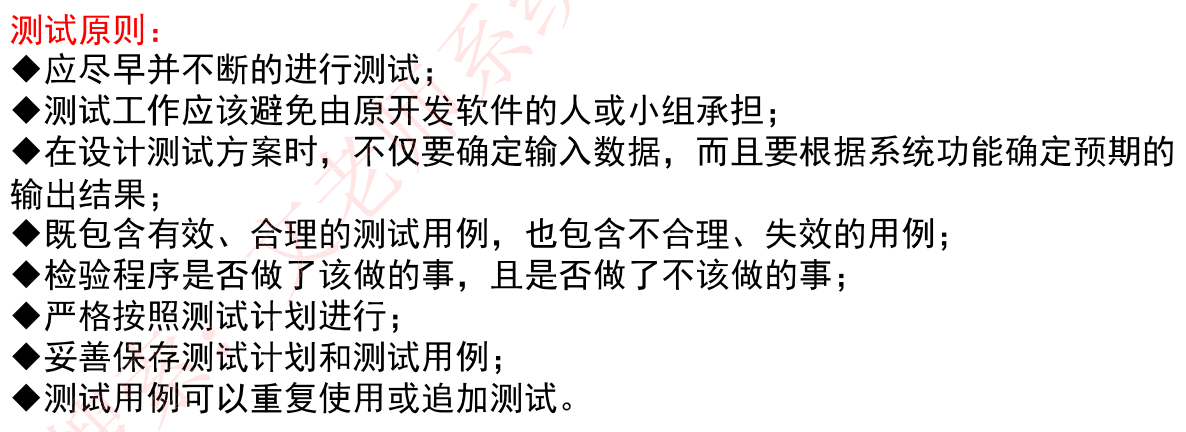 测试原则：
◆应尽早并不断的进行测试；
◆测试工作应该避免由原开发软件的人或小组承担；
◆在设计测试方案时，不仅要确定输入数据，而且要根据系统功能确定预期的
输出结果；
◆既包含有效、合理的测试用例，也包含不合理、失效的用例；
◆检验程序是否做了该做的事，且是否做了不该做的事；
◆严格按照测试计划进行；
◆妥善保存测试计划和测试用例；
◆测试用例可以重复使用或追加测试。